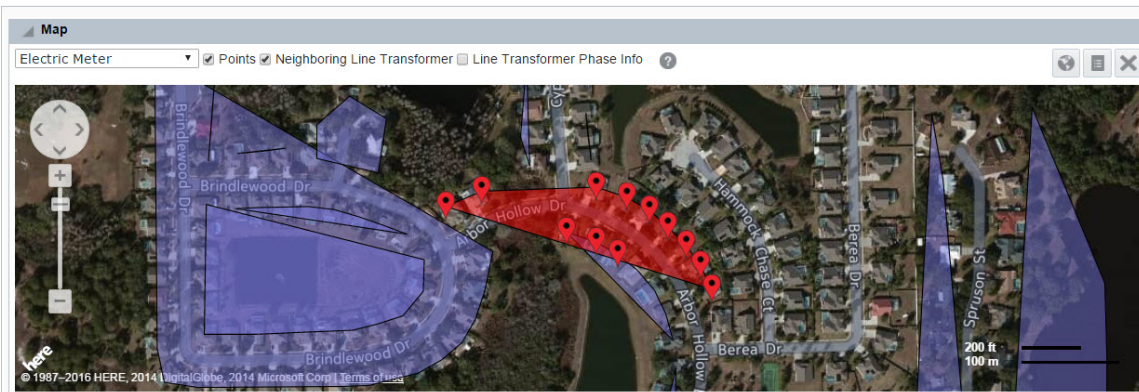 Map
Electric Meter Points Neighboring Line Transformer Line Transformer Phase Info ?
Cyp
Brindlewood Dr
Brindlewood Dr
Arbor Hollow Dr
Hammock Chase Ct
Berea Dr
Spruson St
Arbor Hollow
Berea Dr
Brindlewood Dr
200 ft
100 m
here
© 1987–2016 HERE, 2014 DigitalGlobe, 2014 Microsoft Corp | Terms of use